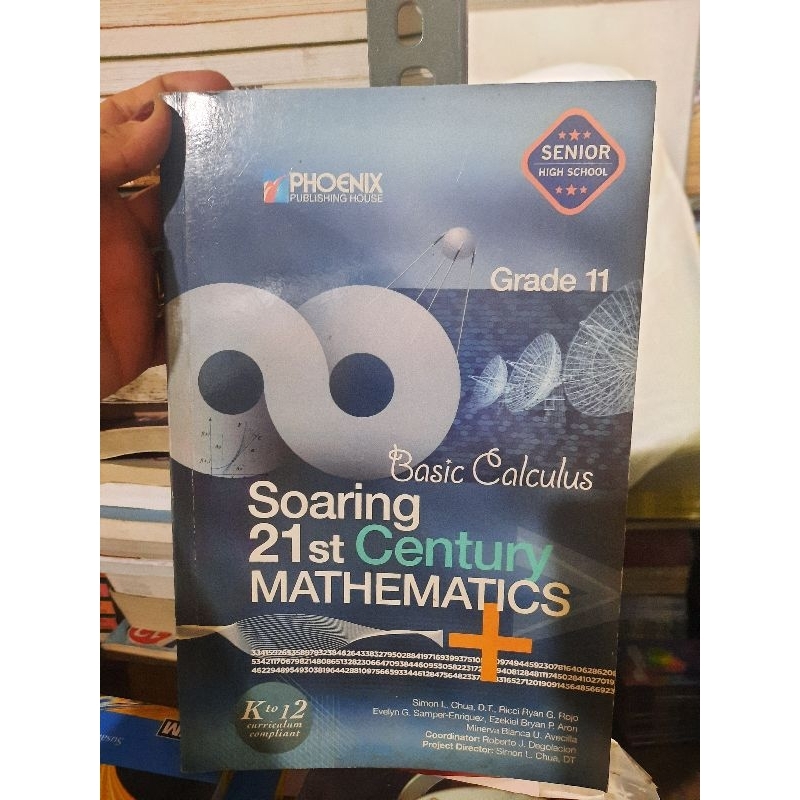 SENIOR
HIGH SCHOOL
PHOENIX
PUBLISHING HOUSE
Grade 11
Basic Calculus
Soaring
21st Century
MATHEMATICS
K to 12
curriculum
compliant
Simon L. Chua, D.T., Ricci Ryan G. Rojo
Evelyn G. Samper-Enriquez, Ezekiel Bryan P. Aron
Minerva Bianca U. Avecilla
Coordinator: Roberto J. Degolacion
Project Director: Simon L. Chua, DT